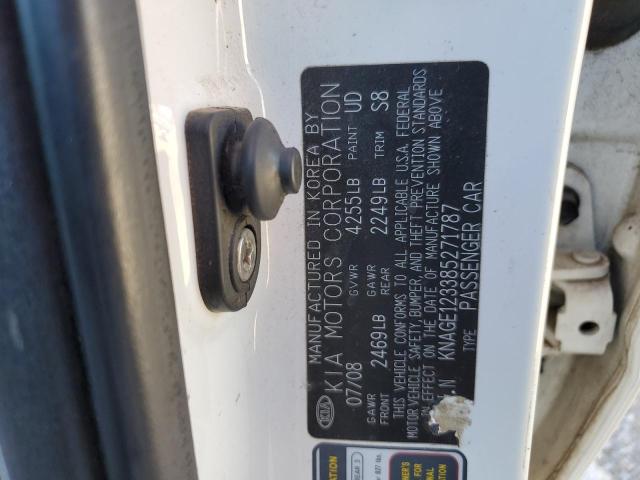 MANUFACTURED IN KOREA BY
KIA MOTORS CORPORATION
07/08 GVWR 4255LB PAINT UD
GAWR FRONT 2469LB GAWR REAR 2249LB TRIM S8
THIS VEHICLE CONFORMS TO ALL APPLICABLE U.S.A. FEDERAL
MOTOR VEHICLE SAFETY, BUMPER, AND THEFT PREVENTION STANDARDS
IN EFFECT ON THE DATE OF MANUFACTURE SHOWN ABOVE
.N KNAGE129385271787
TYPE PASSENGER CAR
KIA